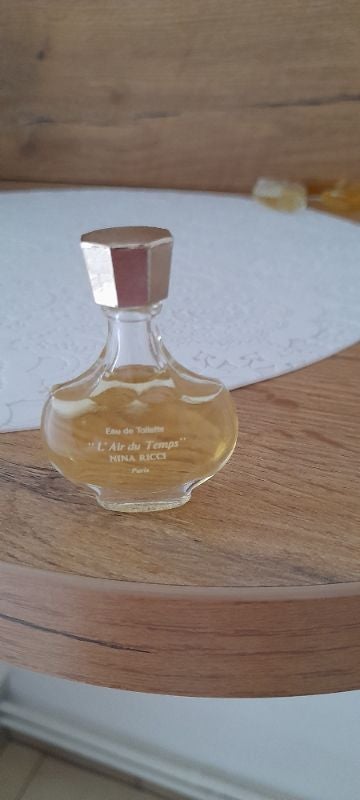 Eau de Toilette
"L'Air du Temps"
NINA RICCI
Paris